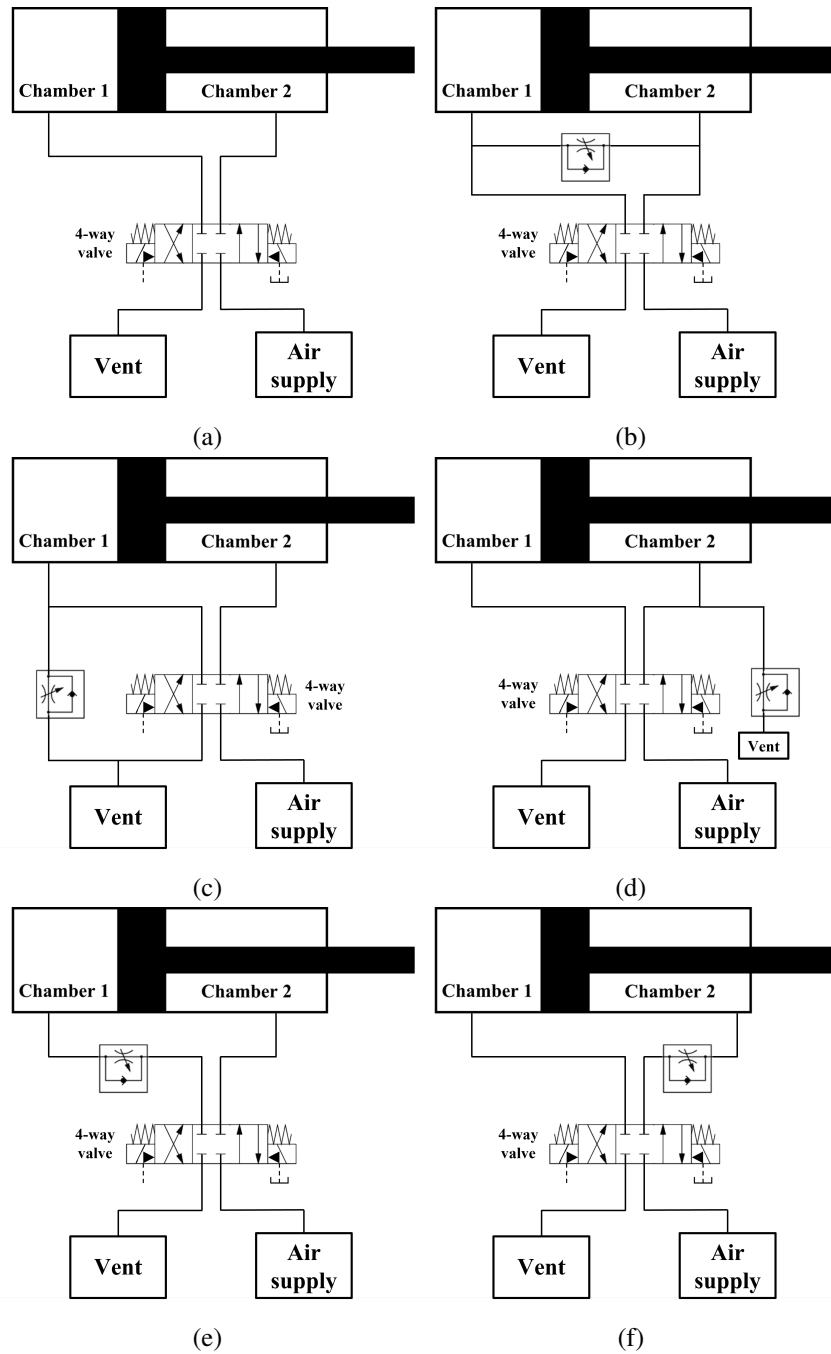 Chamber 1
Chamber 2
4-way
valve
Vent
Air
supply
(a)
Chamber 1
Chamber 2
4-way
valve
Vent
Air
supply
(b)
Chamber 1
Chamber 2
4-way
valve
Vent
Air
supply
(c)
Chamber 1
Chamber 2
4-way
valve
Vent
Vent
Air
supply
(d)
Chamber 1
Chamber 2
4-way
valve
Vent
Air
supply
(e)
Chamber 1
Chamber 2
4-way
valve
Vent
Air
supply
(f)